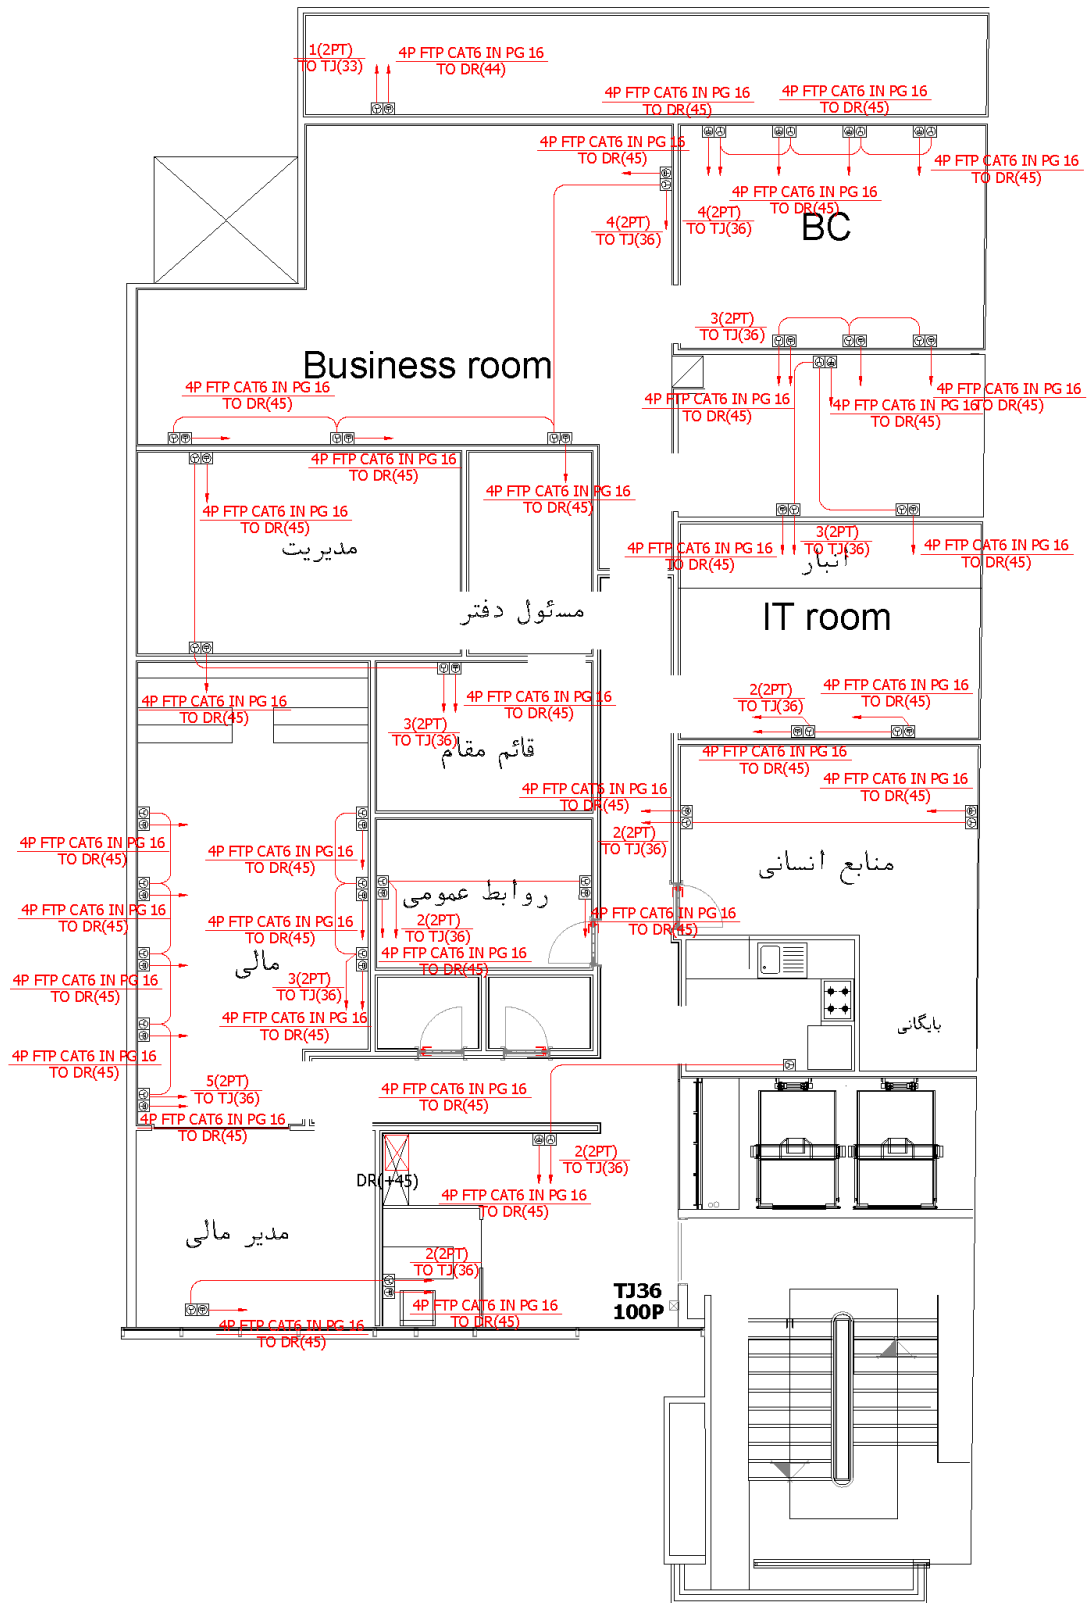 1(2PT)
TO TJ(33)
4P FTP CAT6 IN PG 16
TO DR(44)
4P FTP CAT6 IN PG 16
TO DR(45)
4P FTP CAT6 IN PG 16
TO DR(45)
4P FTP CAT6 IN PG 16
TO DR(45)
4P FTP CAT6 IN PG 16
TO DR(45)
4P FTP CAT6 IN PG 16
TO DR(45)
4(2PT)
TO TJ(36)
4(2PT)
TO TJ(36)
BC
3(2PT)
TO TJ(36)
Business room
4P FTP CAT6 IN PG 16
TO DR(45)
4P FTP CAT6 IN PG 16
TO DR(45)
4P FTP CAT6 IN PG 16
TO DR(45)
4P FTP CAT6 IN PG 16
TO DR(45)
4P FTP CAT6 IN PG 16
TO DR(45)
4P FTP CAT6 IN PG 16
TO DR(45)
4P FTP CAT6 IN PG 16
TO DR(45)
مدیریت
3(2PT)
TO TJ(36)
4P FTP CAT6 IN PG 16
TO DR(45)
4P FTP CAT6 IN PG 16
TO DR(45)
انبار
مسئول دفتر
IT room
4P FTP CAT6 IN PG 16
TO DR(45)
4P FTP CAT6 IN PG 16
TO DR(45)
2(2PT)
TO TJ(36)
4P FTP CAT6 IN PG 16
TO DR(45)
3(2PT)
TO TJ(36)
قائم مقام
4P FTP CAT6 IN PG 16
TO DR(45)
4P FTP CAT6 IN PG 16
TO DR(45)
4P FTP CAT6 IN PG 16
TO DR(45)
2(2PT)
TO TJ(36)
4P FTP CAT6 IN PG 16
TO DR(45)
4P FTP CAT6 IN PG 16
TO DR(45)
منابع انسانی
روابط عمومی
4P FTP CAT6 IN PG 16
TO DR(45)
4P FTP CAT6 IN PG 16
TO DR(45)
2(2PT)
TO TJ(36)
4P FTP CAT6 IN PG 16
TO DR(45)
4P FTP CAT6 IN PG 16
TO DR(45)
مالی
4P FTP CAT6 IN PG 16
TO DR(45)
3(2PT)
TO TJ(36)
4P FTP CAT6 IN PG 16
TO DR(45)
بایگانی
4P FTP CAT6 IN PG 16
TO DR(45)
5(2PT)
TO TJ(36)
4P FTP CAT6 IN PG 16
TO DR(45)
4P FTP CAT6 IN PG 16
TO DR(45)
2(2PT)
TO TJ(36)
DR(+45)
4P FTP CAT6 IN PG 16
TO DR(45)
مدیر مالی
2(2PT)
TO TJ(36)
4P FTP CAT6 IN PG 16
TO DR(45)
TJ36
100P
4P FTP CAT6 IN PG 16
TO DR(45)